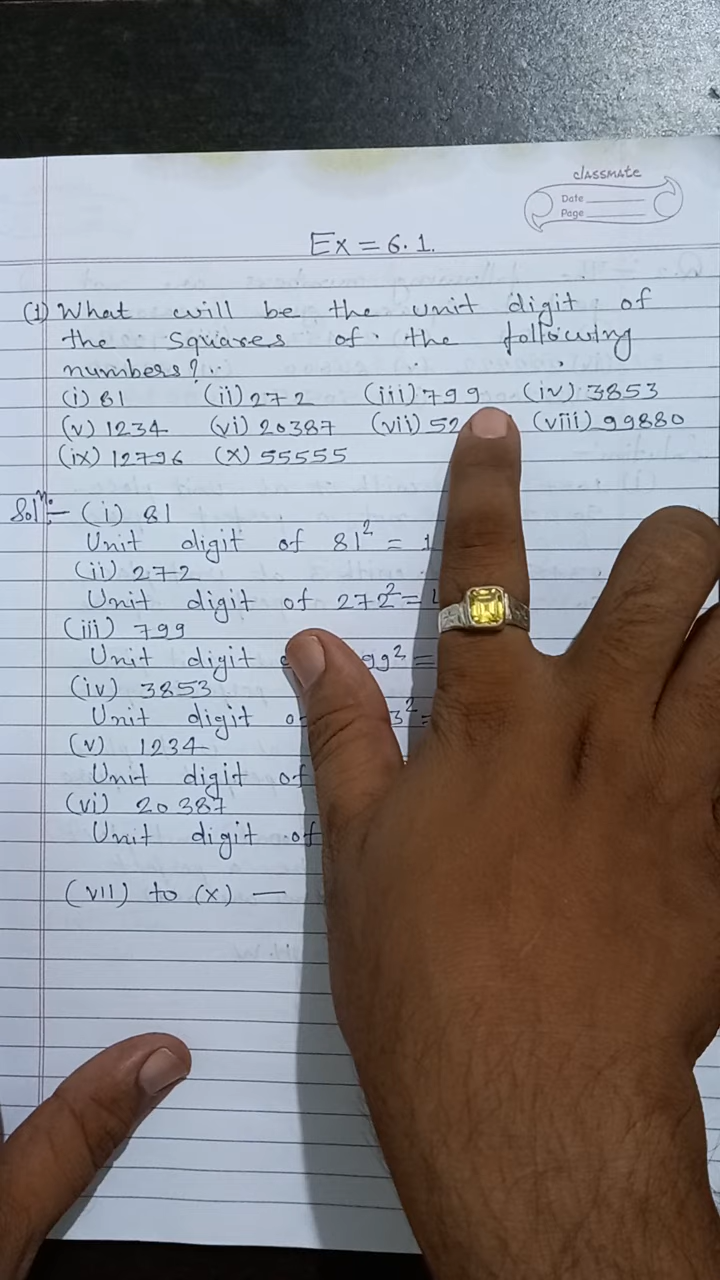 classmate
Date
Page
Ex = 6.1.
(1) What will be the unit digit of
the squares of the following
numbers?
(i) 81 (ii) 272 (iii) 799 (iv) 3853
(v) 1234 (vi) 20387 (vii) 52 (viii) 99880
(ix) 12796 (x) 55555
Solⁿ:- (i) 81
Unit digit of 81² = 1
(ii) 272
Unit digit of 272² =
(iii) 799
Unit digit 99² =
(iv) 3853
Unit digit 3² =
(v) 1234
Unit digit of
(vi) 20387
Unit digit of
(VII) to (x) —